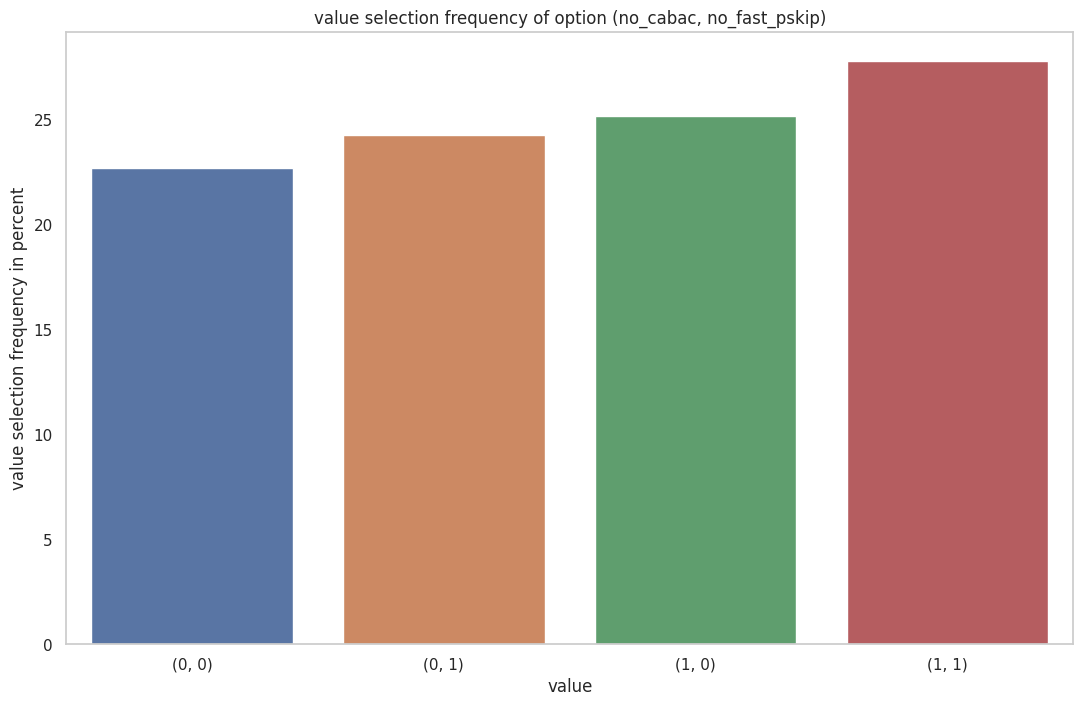 value selection frequency of option (no_cabac, no_fast_pskip)
value selection frequency in percent
25
20
15
10
5
0
(0, 0) (0, 1) (1, 0) (1, 1)
value